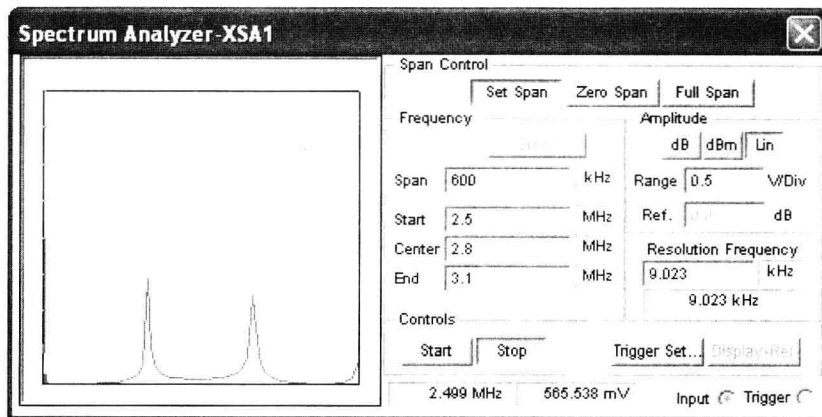 Spectrum Analyzer-XSA1
Span Control
Set Span Zero Span Full Span
Frequency
Amplitude
dB dBm Lin
Span 600 kHz
Range 0.5 V/Div
Start 2.5 MHz
Ref. dB
Center 2.8 MHz
Resolution Frequency
End 3.1 MHz
9.023 kHz
9.023 kHz
Controls
Start Stop Trigger Set... Display-Ref.
2.499 MHz 565.538 mV Input Trigger